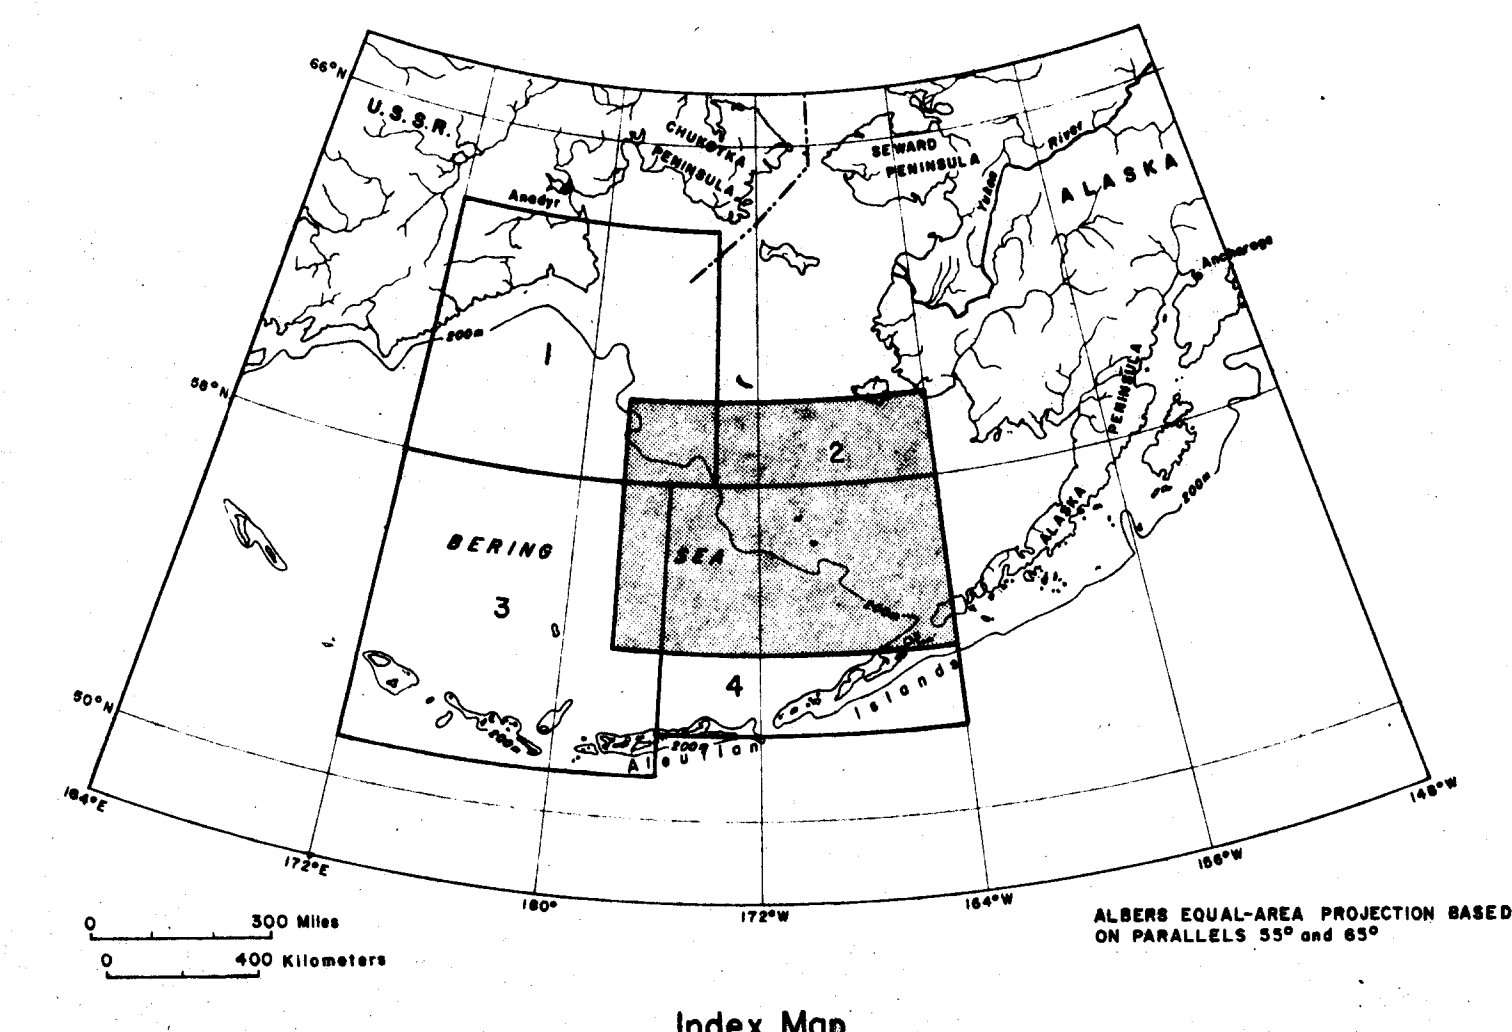 66°N
U.S.S.R.
CHUKOTKA
PENINSULA
SEWARD
PENINSULA
Yukon
River
ALASKA
Anadyr
Anchorage
200m
1
58°N
2
PENINSULA
ALASKA
200m
BERING
SEA
3
200m
4
Islands
50°N
200m
200m
Aleutian
164°E
172°E
180°
172°W
164°W
156°W
148°W
0 300 Miles
0 400 Kilometers
ALBERS EQUAL-AREA PROJECTION BASED
ON PARALLELS 55° and 65°
Index Map